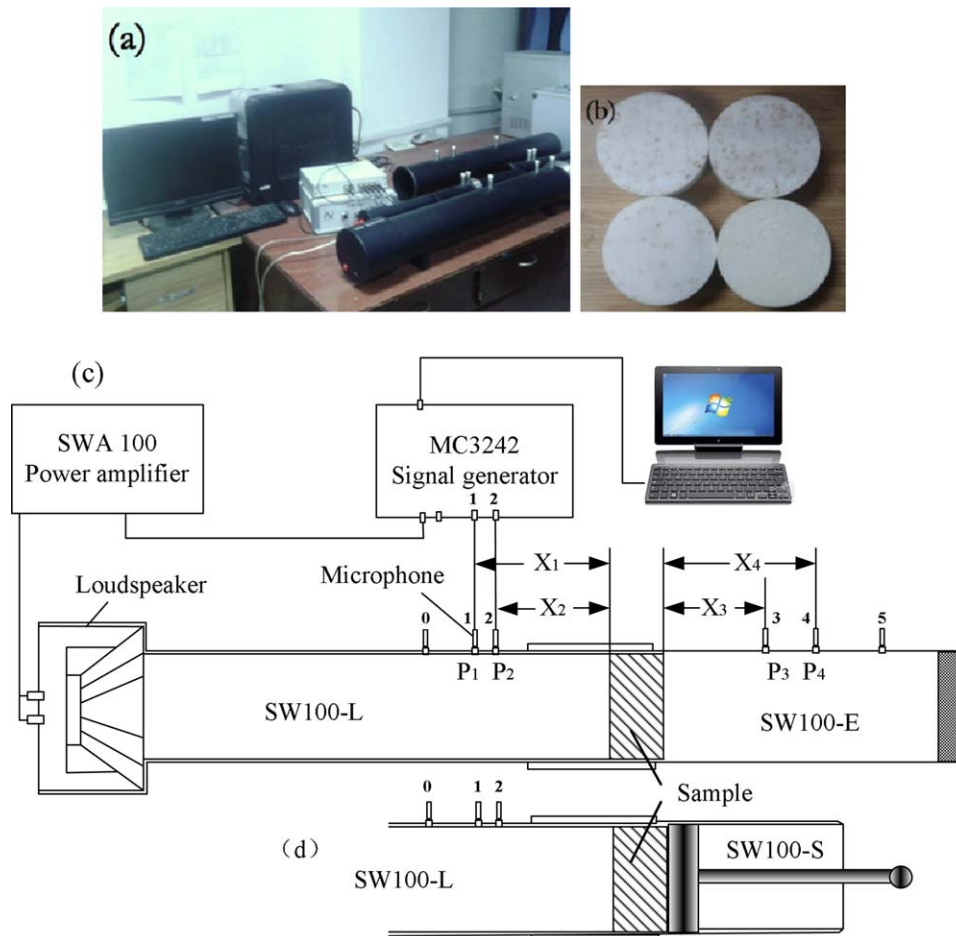 (a)
(b)
(c)
SWA 100
Power amplifier
MC3242
Signal generator
1 2
Loudspeaker
Microphone
X1
X4
X2
X3
0 1 2 3 4 5
P1 P2 P3 P4
SW100-L
SW100-E
Sample
0 1 2
(d)
SW100-S
SW100-L